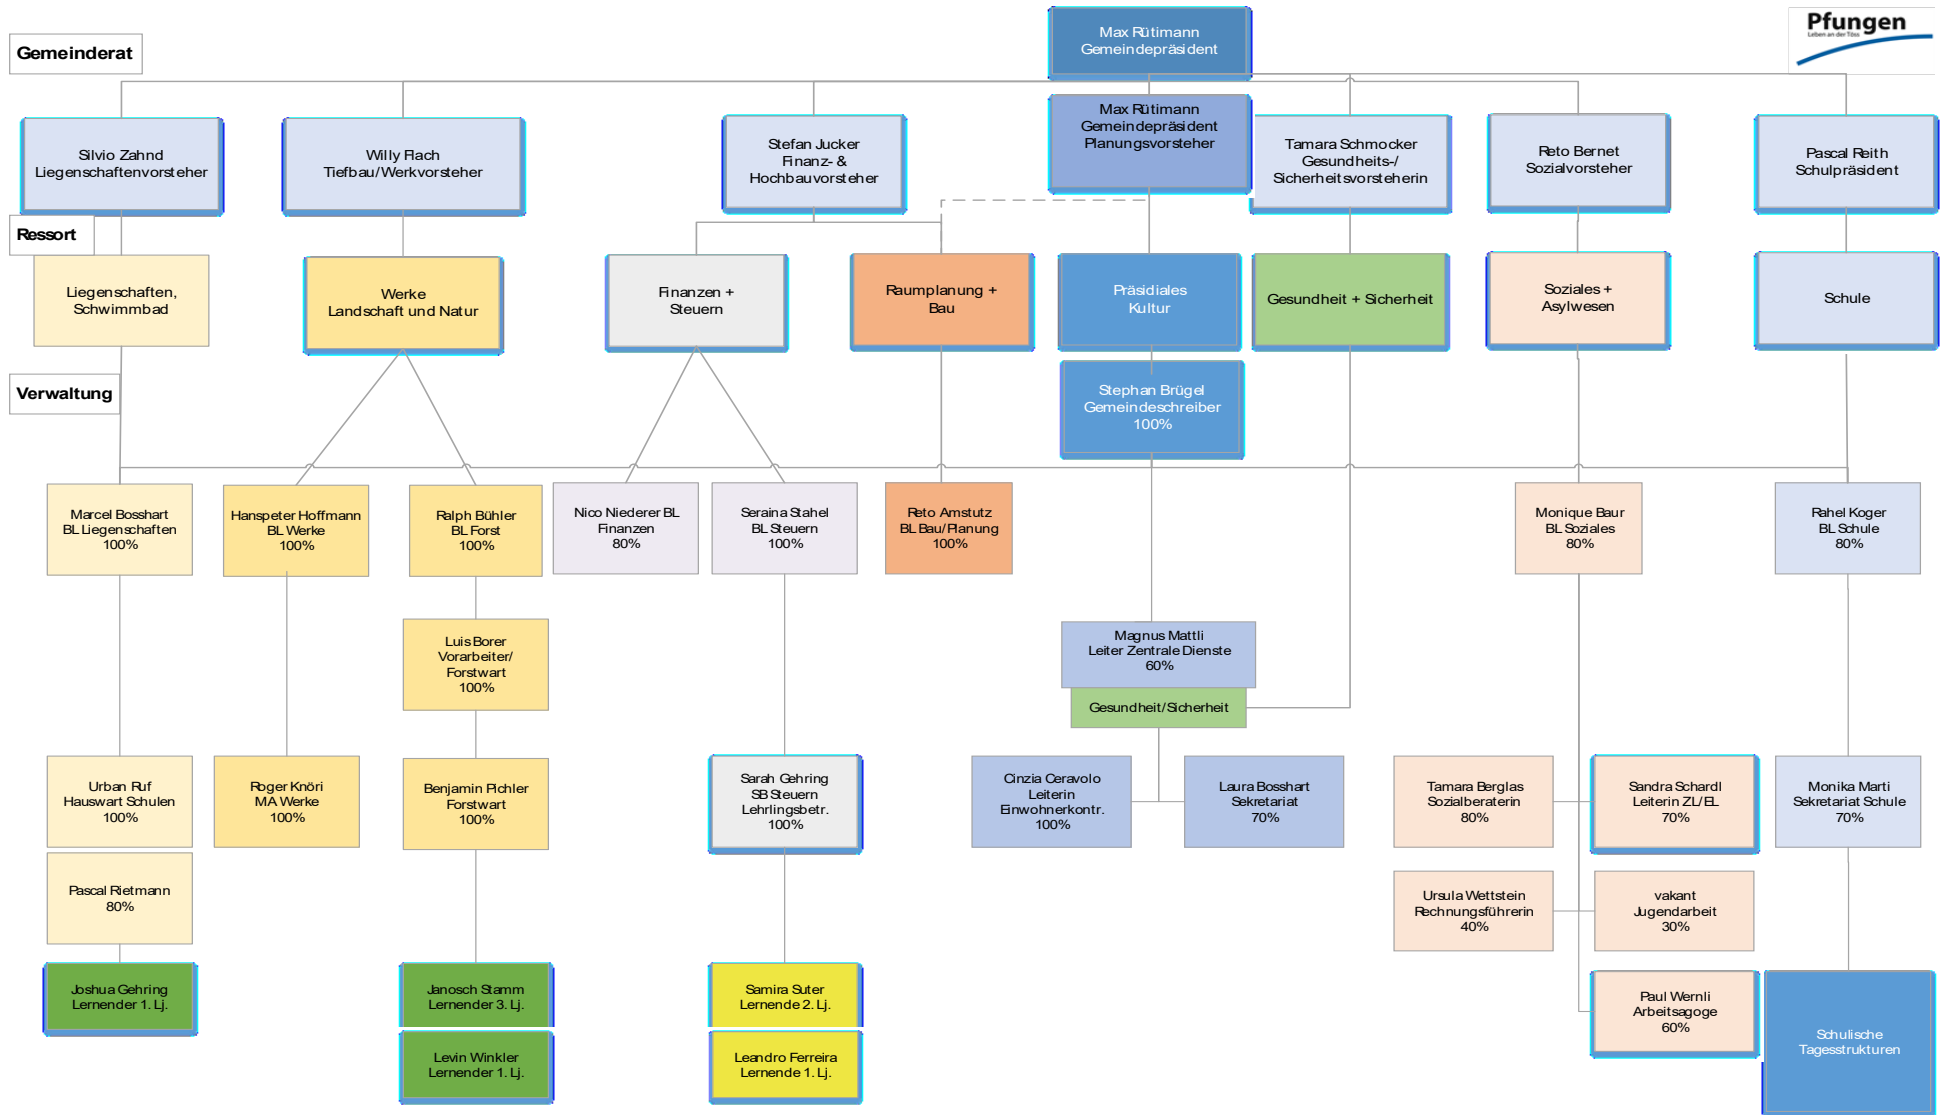 Gemeinderat
Max Rütimann
Gemeindepräsident
Pfungen
Leben an der Töss
Silvio Zahnd
Liegenschaftenvorsteher
Willy Flach
Tiefbau/Werkvorsteher
Stefan Jucker
Finanz- &
Hochbauvorsteher
Max Rütimann
Gemeindepräsident
Planungsvorsteher
Tamara Schmocker
Gesundheits-/
Sicherheitsvorsteherin
Reto Bernet
Sozialvorsteher
Pascal Reith
Schulpräsident
Ressort
Liegenschaften,
Schwimmbad
Werke
Landschaft und Natur
Finanzen +
Steuern
Raumplanung +
Bau
Präsidiales
Kultur
Gesundheit + Sicherheit
Soziales +
Asylwesen
Schule
Verwaltung
Stephan Brügel
Gemeindeschreiber
100%
Marcel Bosshart
BL Liegenschaften
100%
Hanspeter Hoffmann
BL Werke
100%
Ralph Bühler
BL Forst
100%
Nico Niederer BL
Finanzen
80%
Seraina Stahel
BL Steuern
100%
Reto Amstutz
BL Bau/Planung
100%
Monique Baur
BL Soziales
80%
Rahel Koger
BL Schule
80%
Luis Borer
Vorarbeiter/
Forstwart
100%
Magnus Mattli
Leiter Zentrale Dienste
60%
Gesundheit/Sicherheit
Urban Ruf
Hauswart Schulen
100%
Roger Knöri
MA Werke
100%
Benjamin Pichler
Forstwart
100%
Sarah Gehring
SB Steuern
Lehrlingsbetr.
100%
Cinzia Ceravolo
Leiterin
Einwohnerkontr.
100%
Laura Bosshart
Sekretariat
70%
Tamara Berglas
Sozialberaterin
80%
Sandra Schardl
Leiterin ZL/EL
70%
Monika Marti
Sekretariat Schule
70%
Pascal Rietmann
80%
Ursula Wettstein
Rechnungsführerin
40%
vakant
Jugendarbeit
30%
Joshua Gehring
Lernender 1. Lj.
Janosch Stamm
Lernender 3. Lj.
Samira Suter
Lernende 2. Lj.
Paul Wernli
Arbeitsagoge
60%
Schulische
Tagesstrukturen
Levin Winkler
Lernender 1. Lj.
Leandro Ferreira
Lernende 1. Lj.